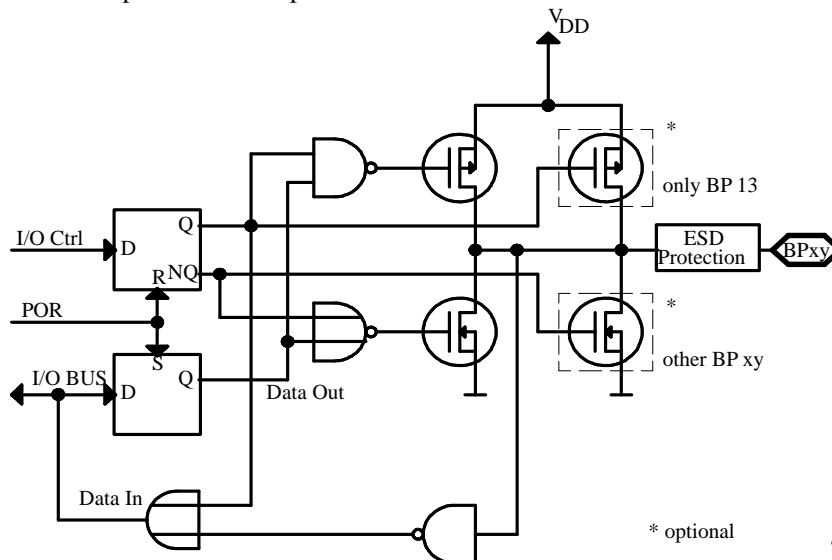 V
DD
*
only BP 13
I/O Ctrl
D
Q
R
NQ
ESD
Protection
BPxy
POR
*
S
other BP xy
I/O BUS
D
Q
Data Out
Data In
* optional